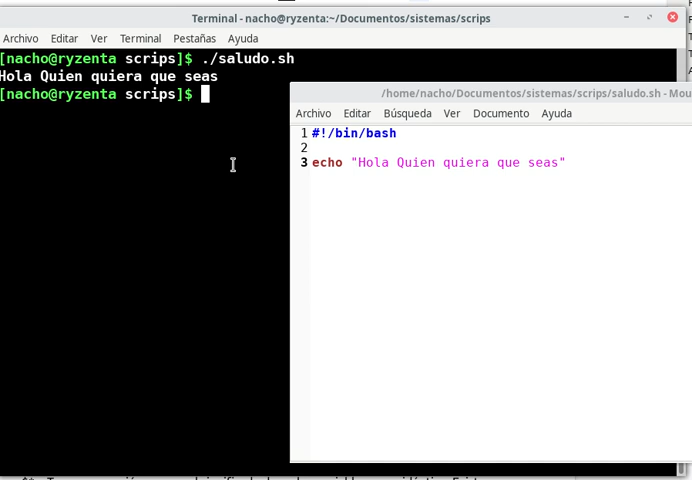 Terminal - nacho@ryzenta:~/Documentos/sistemas/scrips
Archivo Editar Ver Terminal Pestañas Ayuda
[nacho@ryzenta scrips]$ ./saludo.sh
Hola Quien quiera que seas
[nacho@ryzenta scrips]$
/home/nacho/Documentos/sistemas/scrips/saludo.sh - Mou
Archivo Editar Búsqueda Ver Documento Ayuda
1 #!/bin/bash
2
3 echo "Hola Quien quiera que seas"